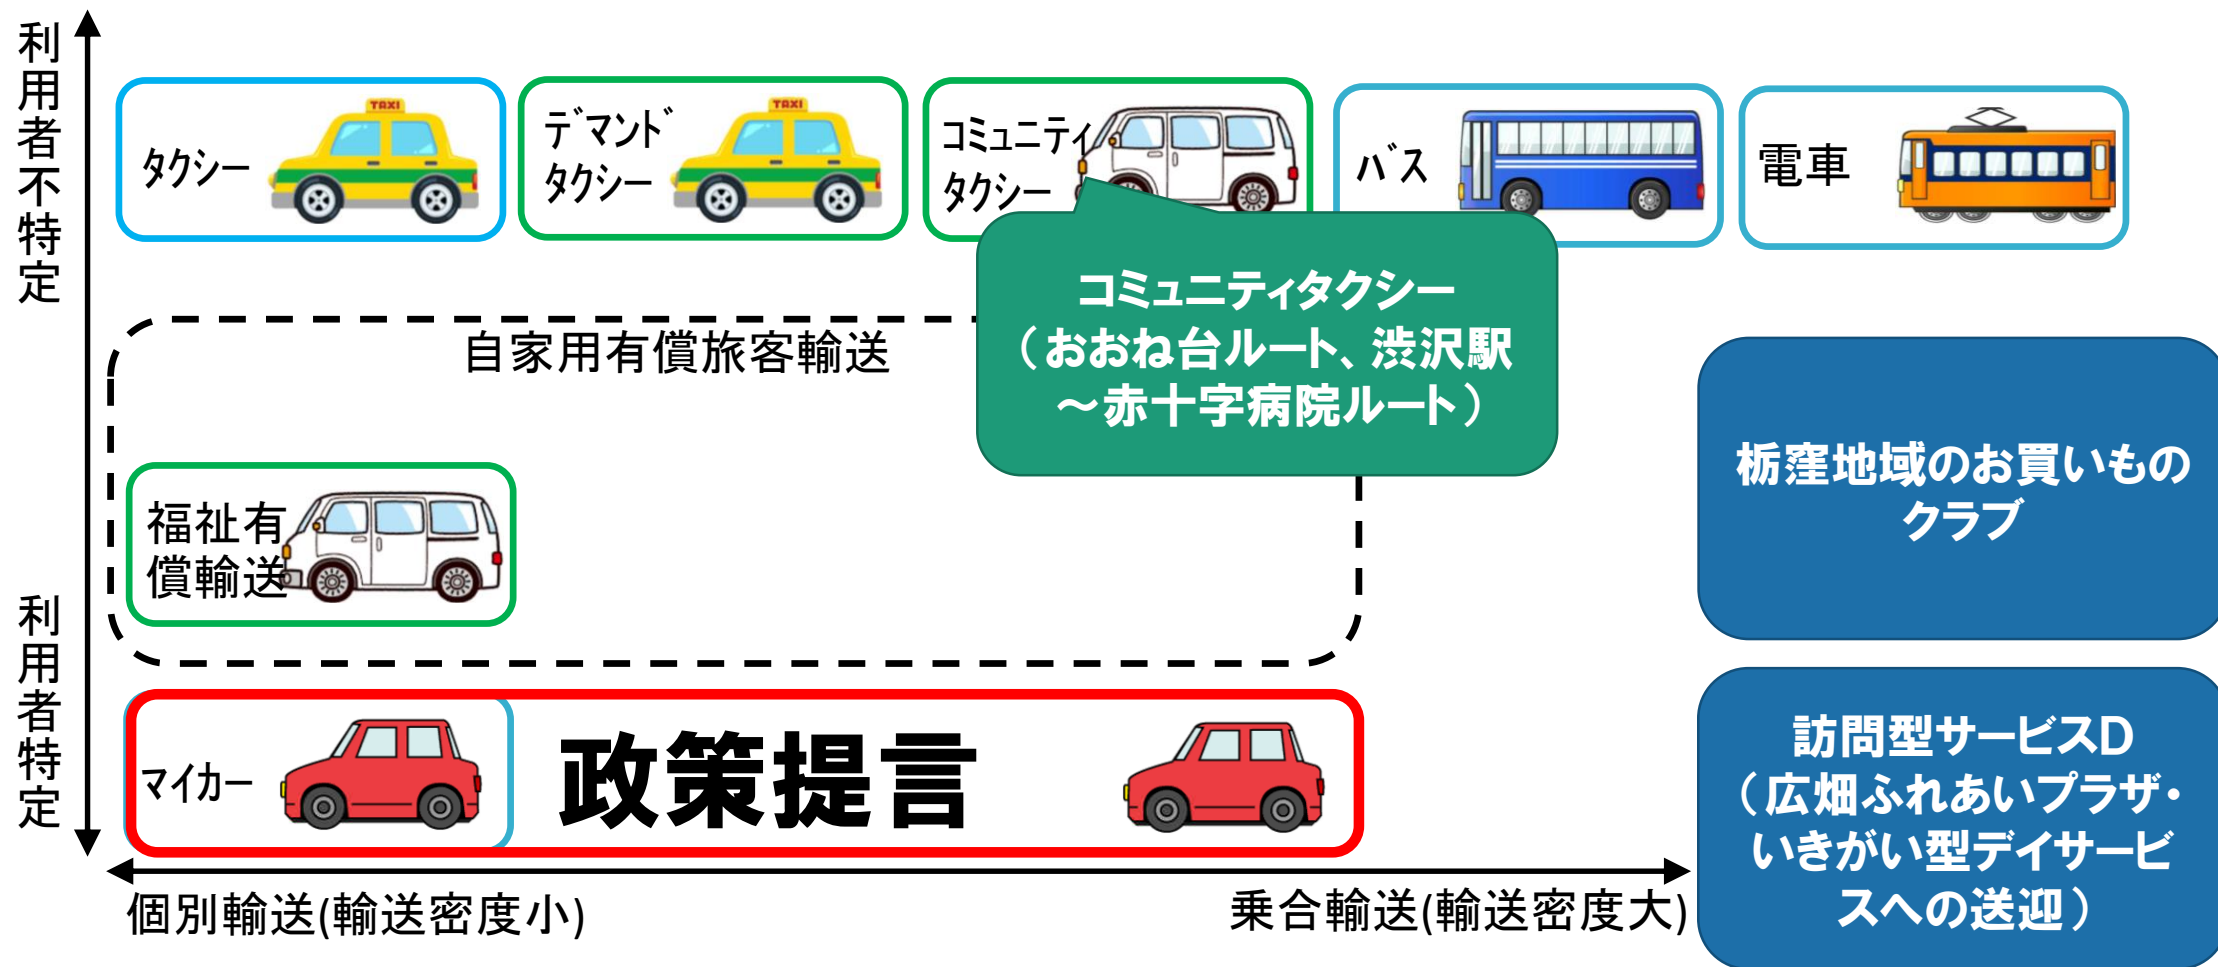 利用者不特定
タクシー
TAXI
デマンド
タクシー
TAXI
コミュニティ
タクシー
バス
電車
コミュニティタクシー
（おおね台ルート、渋沢駅
～赤十字病院ルート）
自家用有償旅客輸送
福祉有
償輸送
栃窪地域のお買いもの
クラブ
利用者特定
マイカー
政策提言
訪問型サービスD
（広畑ふれあいプラザ・
いきがい型デイサービ
スへの送迎）
個別輸送(輸送密度小)
乗合輸送(輸送密度大)